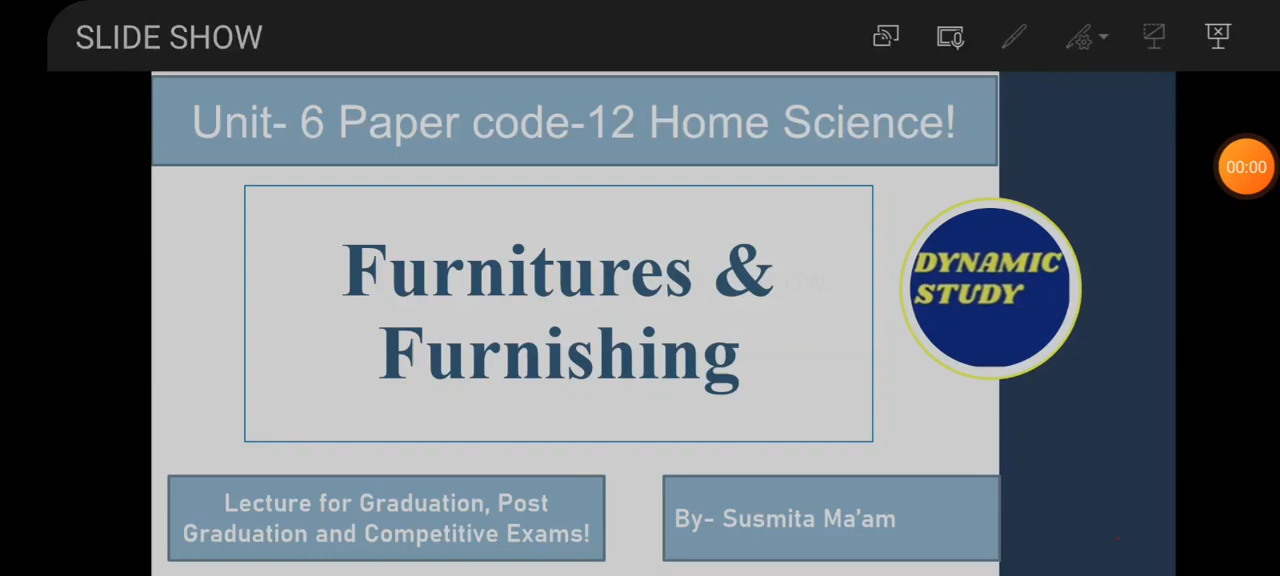 SLIDE SHOW
Unit- 6 Paper code-12 Home Science!
00:00
Furnitures &
Furnishing
DYNAMIC
STUDY
Lecture for Graduation, Post
Graduation and Competitive Exams!
By- Susmita Ma'am